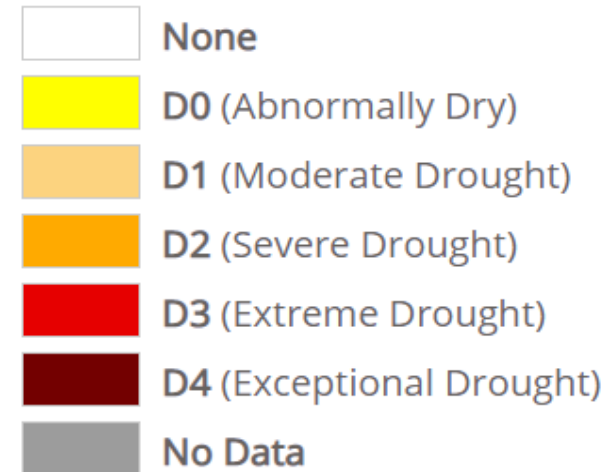 None
D0 (Abnormally Dry)
D1 (Moderate Drought)
D2 (Severe Drought)
D3 (Extreme Drought)
D4 (Exceptional Drought)
No Data